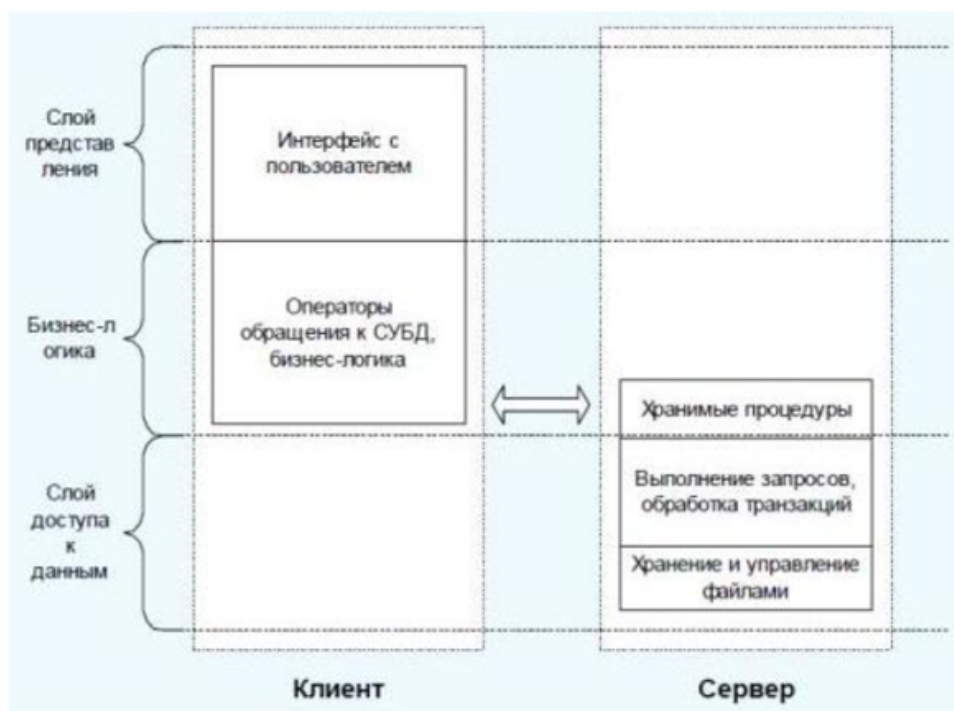 Слой
представ
ления
Интерфейс с
пользователем
Бизнес-л
огика
Операторы
обращения к СУБД,
бизнес-логика
Хранимые процедуры
Слой
доступа
к
данным
Выполнение запросов,
обработка транзакций
Хранение и управление
файлами
Клиент
Сервер